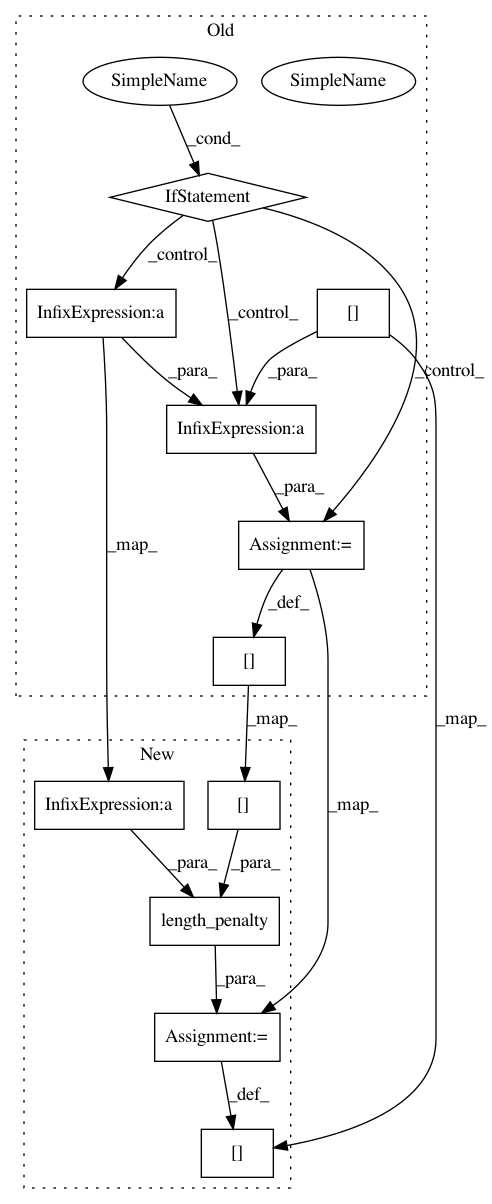 Old
SimpleName
SimpleName
_cond_
IfStatement
_control_
InfixExpression:a
_control_
[]
_para_
_para_
_control_
InfixExpression:a
_para_
_map_
Assignment:=
_def_
[]
_map_
_map_
New
_map_
InfixExpression:a
[]
_para_
_para_
length_penalty
_para_
Assignment:=
_def_
[]